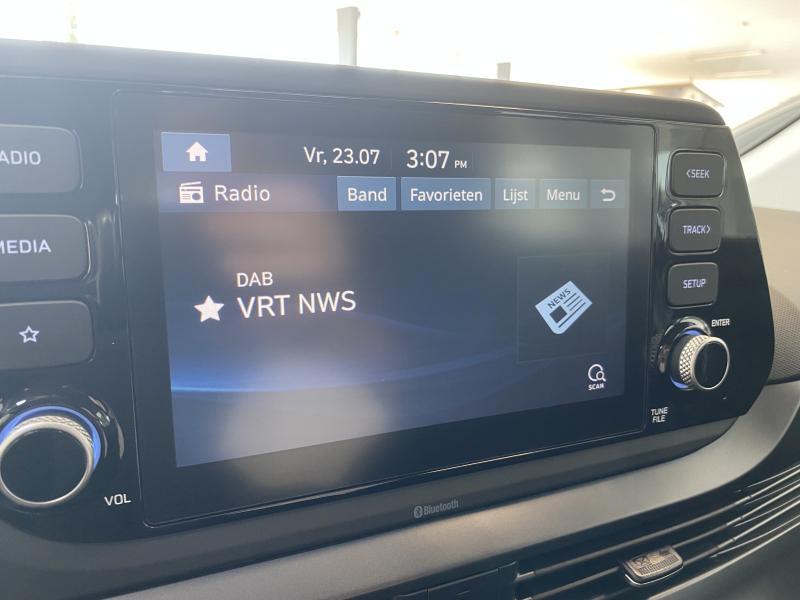 Vr, 23.07 3:07 PM
Radio Band Favorieten Lijst Menu
DAB
VRT NWS
NEWS
SCAN
ADIO
MEDIA
VOL
<SEEK
TRACK>
SETUP
ENTER
TUNE
FILE
Bluetooth